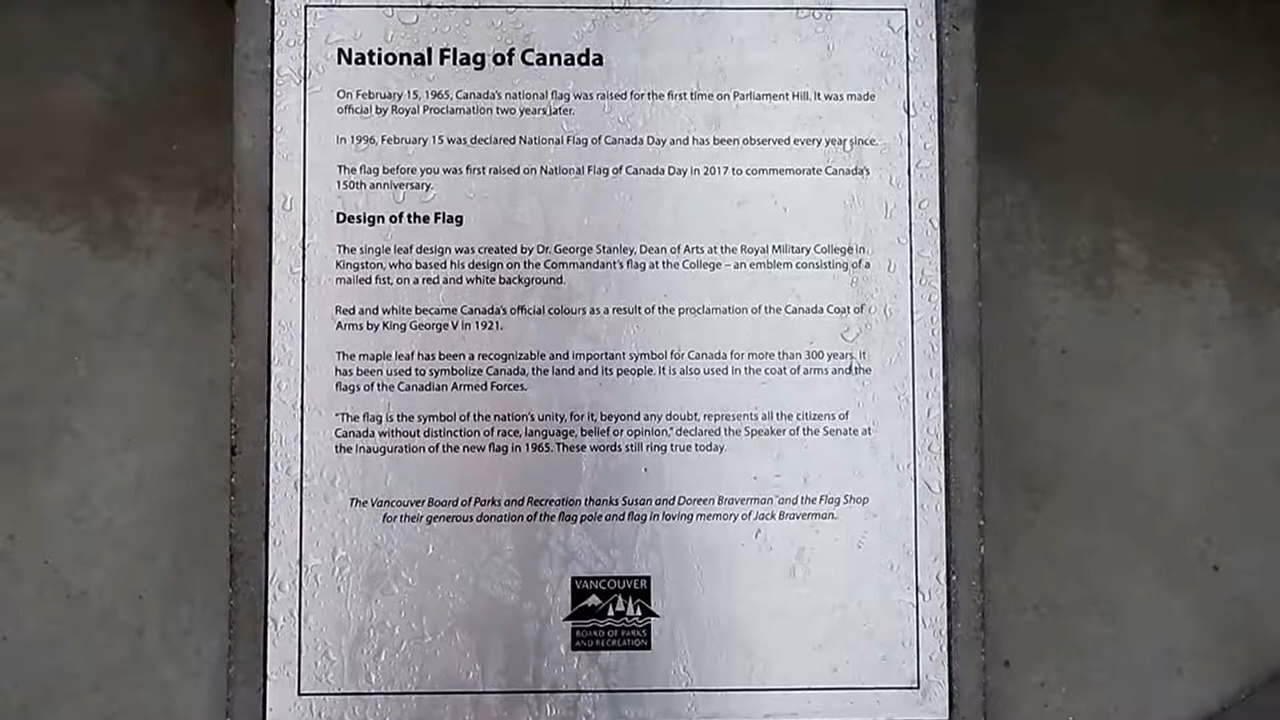 National Flag of Canada
On February 15, 1965, Canada's national flag was raised for the first time on Parliament Hill. It was made
official by Royal Proclamation two years later.
In 1996, February 15 was declared National Flag of Canada Day and has been observed every year since.
The flag before you was first raised on National Flag of Canada Day in 2017 to commemorate Canada's
150th anniversary.
Design of the Flag
The single leaf design was created by Dr. George Stanley, Dean of Arts at the Royal Military College in
Kingston, who based his design on the Commandant's flag at the College – an emblem consisting of a
mailed fist, on a red and white background.
Red and white became Canada's official colours as a result of the proclamation of the Canada Coat of
Arms by King George V in 1921.
The maple leaf has been a recognizable and important symbol for Canada for more than 300 years. It
has been used to symbolize Canada, the land and its people. It is also used in the coat of arms and the
flags of the Canadian Armed Forces.
"The flag is the symbol of the nation's unity, for it, beyond any doubt, represents all the citizens of
Canada without distinction of race, language, belief or opinion," declared the Speaker of the Senate at
the inauguration of the new flag in 1965. These words still ring true today.
The Vancouver Board of Parks and Recreation thanks Susan and Doreen Braverman and the Flag Shop
for their generous donation of the flag pole and flag in loving memory of Jack Braverman.
VANCOUVER
BOARD OF PARKS
AND RECREATION